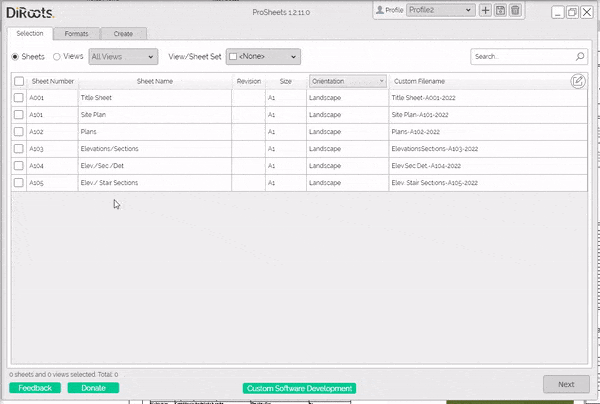 DiRoots ProSheets 1.2.11.0 Profile Profile2
Selection Formats Create
Sheets Views All Views View/Sheet Set <None> Search..
Sheet Number Sheet Name Revision Size Orientation Custom Filename
A001 Title Sheet A1 Landscape Title Sheet-A001-2022
A101 Site Plan A1 Landscape Site Plan-A101-2022
A102 Plans A1 Landscape Plans-A102-2022
A103 Elevations/Sections A1 Landscape ElevationsSections-A103-2022
A104 Elev./Sec./Det. A1 Landscape ElevSec.Det.-A104-2022
A105 Elev./ Stair Sections A1 Landscape Elev Stair Sections-A105-2022
0 sheets and 0 views selected. Total: 0
Feedback Donate Custom Software Development Next